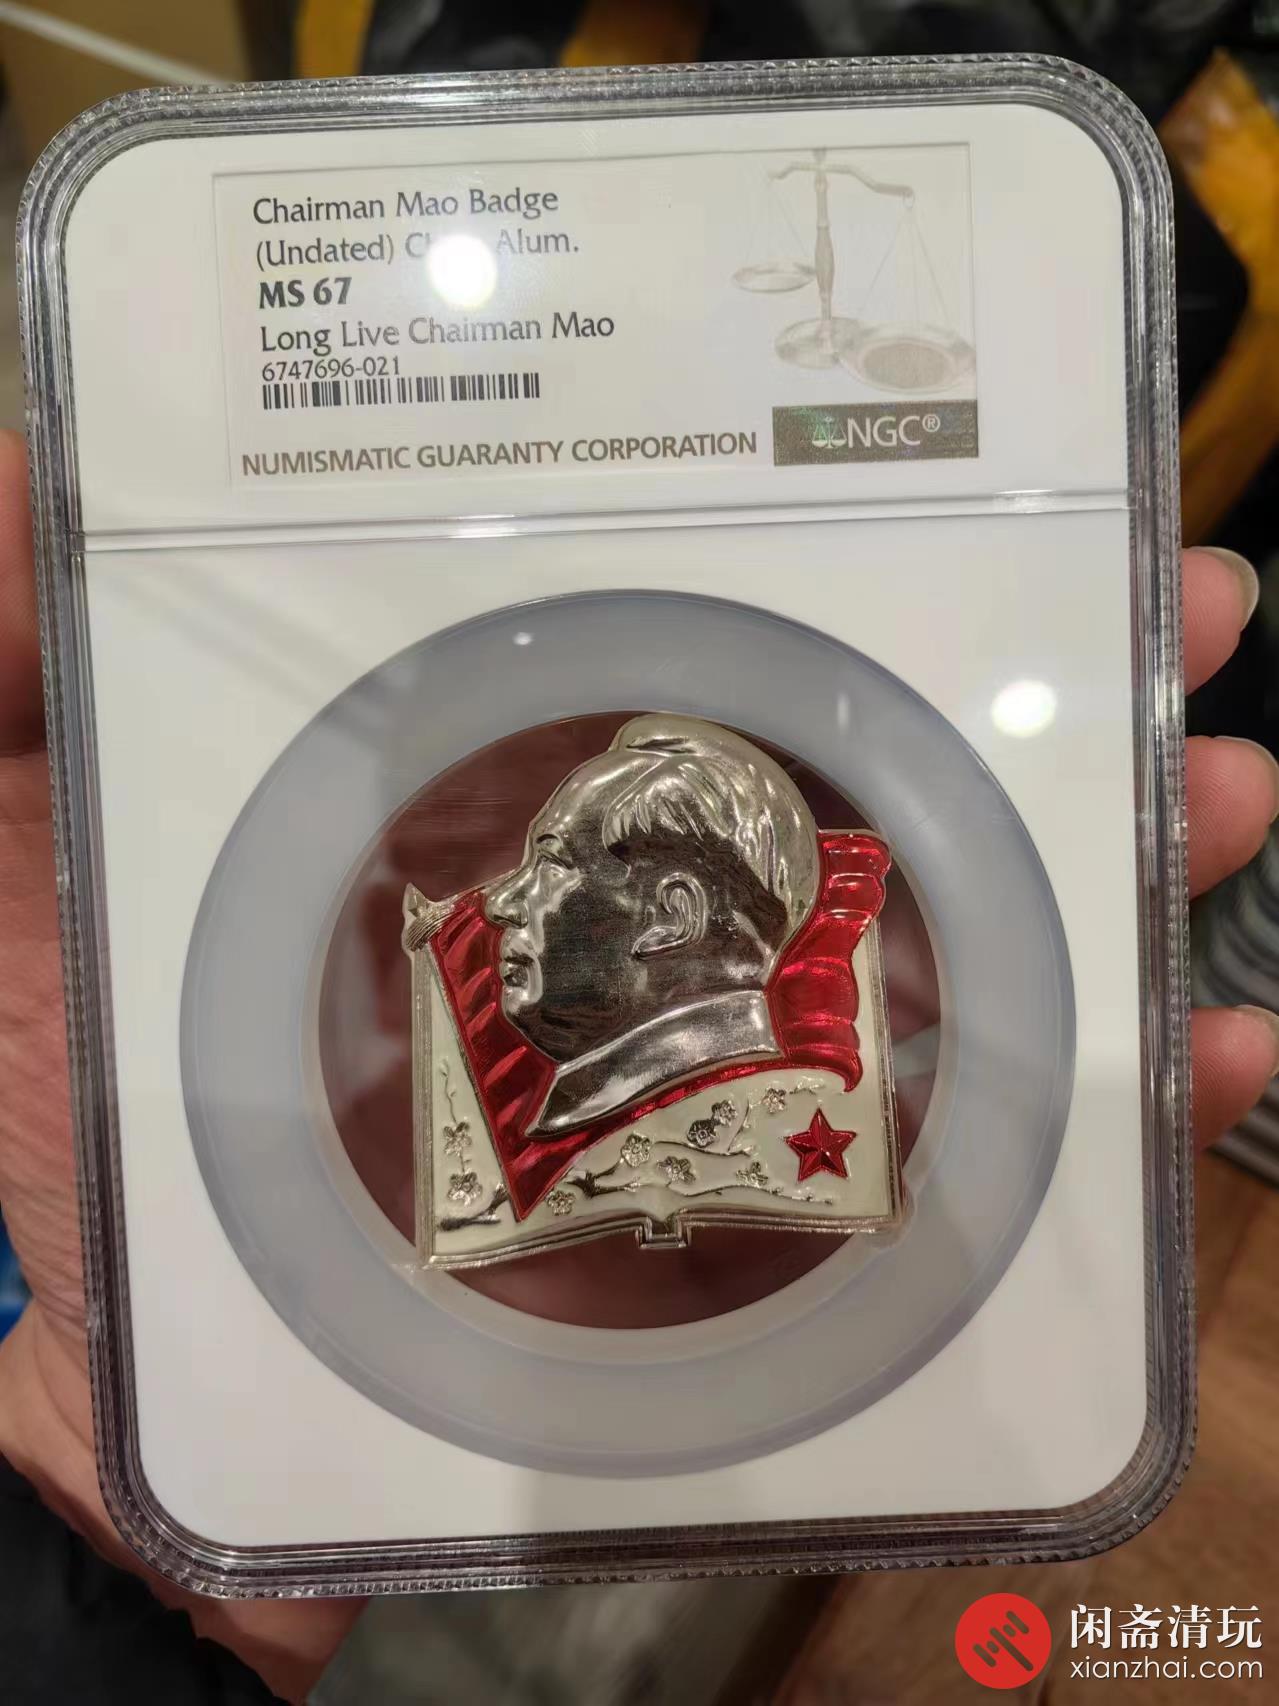 Chairman Mao Badge
(Undated) Alum.
MS 67
Long Live Chairman Mao
6747696-021
NUMISMATIC GUARANTY CORPORATION
NGC®
闲斋清玩
xianzhai.com